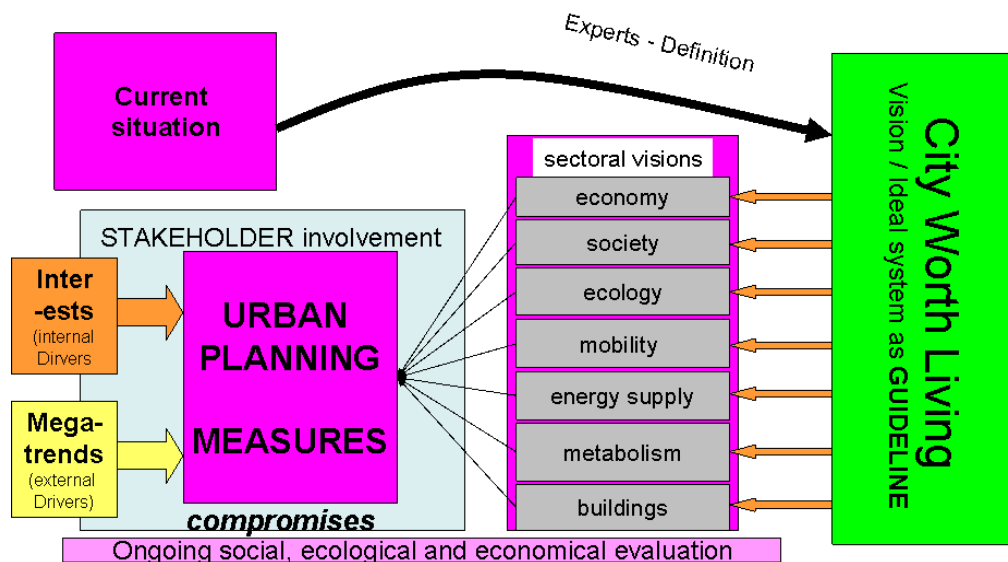 Experts - Definition
Current
situation
City Worth Living
Vision / Ideal system as GUIDELINE
sectoral visions
economy
society
ecology
mobility
energy supply
metabolism
buildings
STAKEHOLDER involvement
Inter
-ests
(internal
Dirvers
Mega-
trends
(external
Drivers)
URBAN
PLANNING
MEASURES
compromises
Ongoing social, ecological and economical evaluation